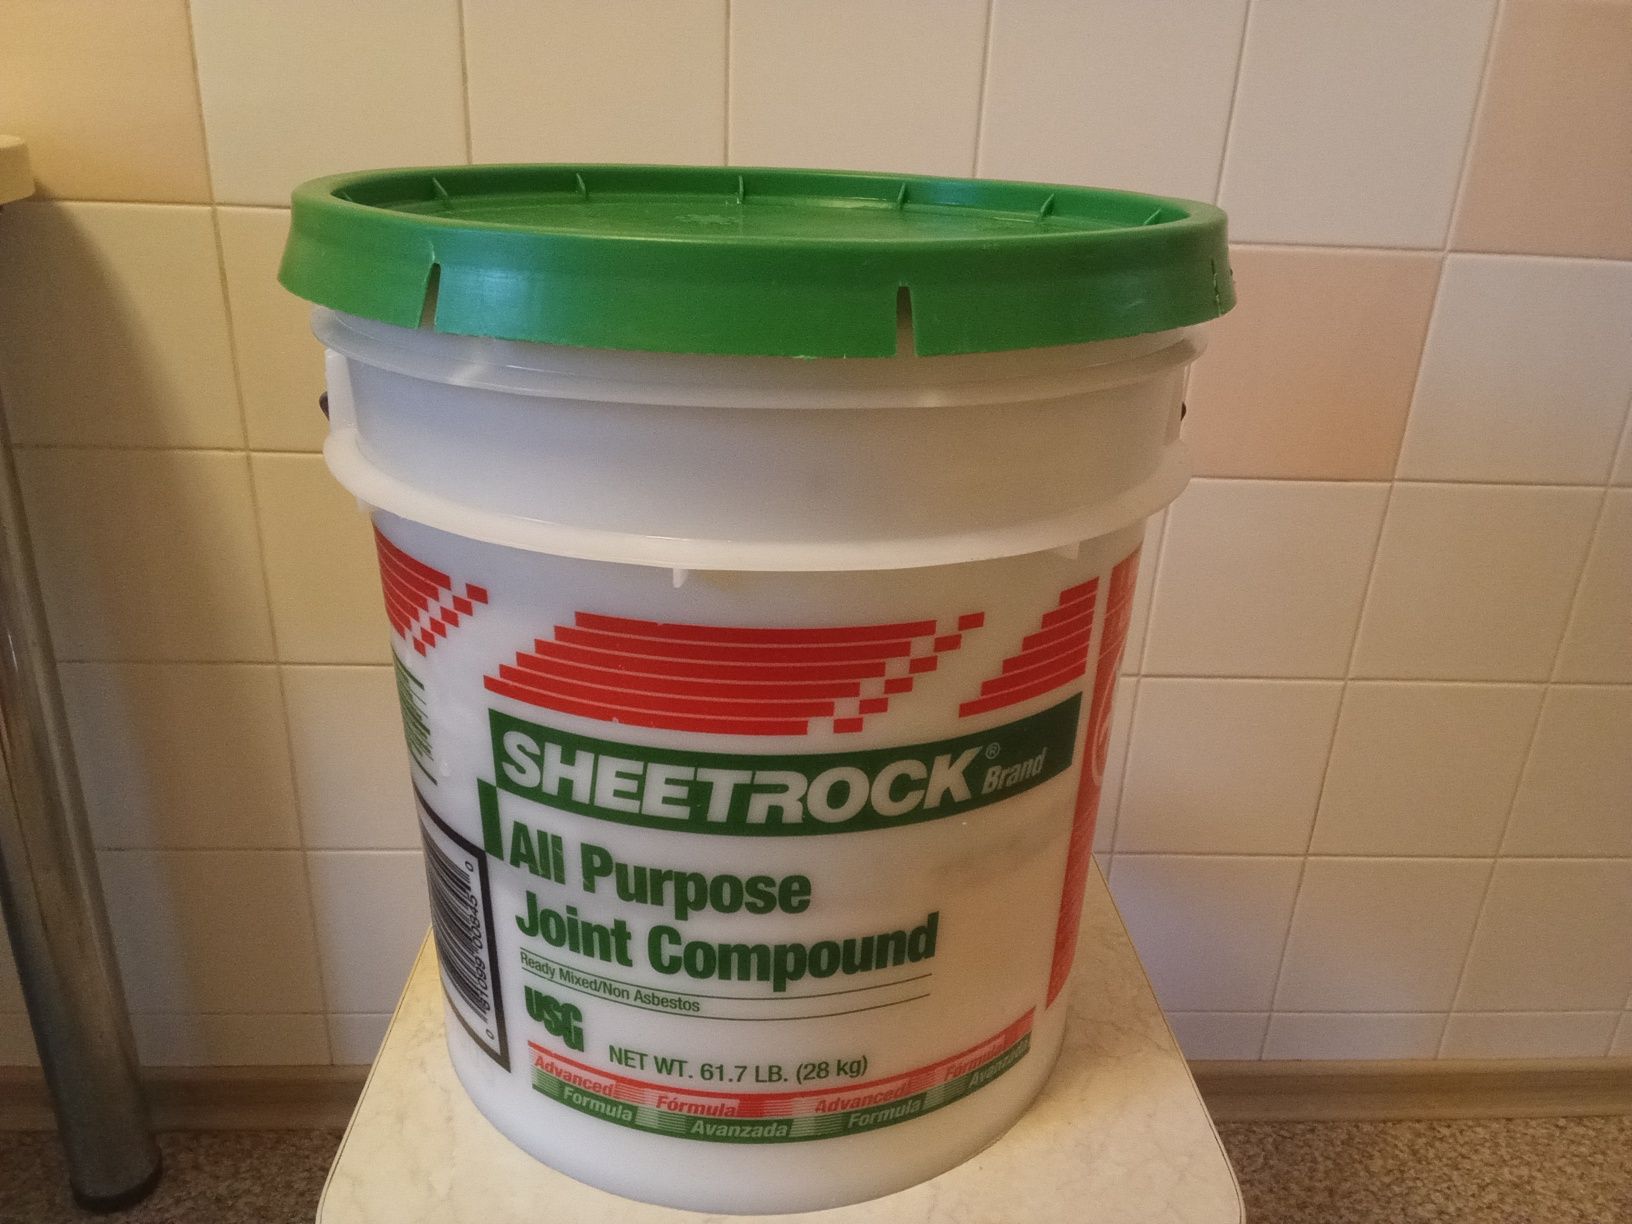 SHEETROCK® Brand
All Purpose
Joint Compound
Ready Mixed/Non Asbestos
USG
NET WT. 61.7 LB. (28 kg)
Advanced Fórmula Advanced Fórmula
Formula Avanzada Formula Avanzada